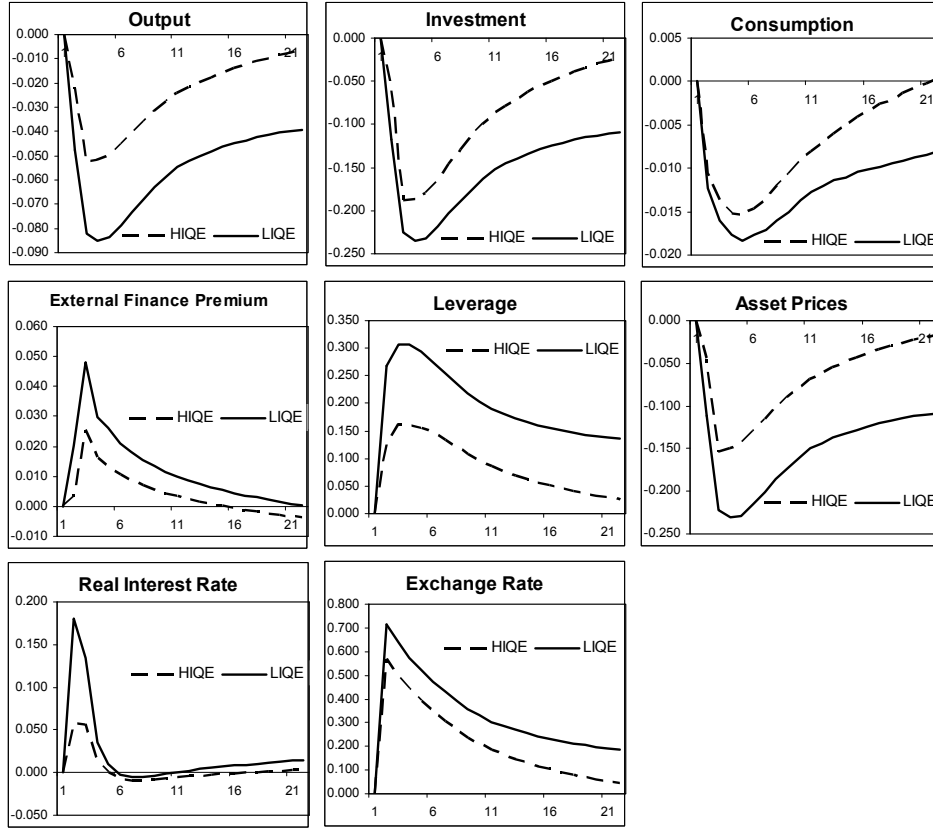 Output
0.000
-0.010
-0.020
-0.030
-0.040
-0.050
-0.060
-0.070
-0.080
-0.090
1 6 11 16 21
HIQE LIQE
Investment
0.000
-0.050
-0.100
-0.150
-0.200
-0.250
1 6 11 16 21
HIQE LIQE
Consumption
0.005
0.000
-0.005
-0.010
-0.015
-0.020
1 6 11 16 21
HIQE LIQE
External Finance Premium
0.060
0.050
0.040
0.030
0.020
0.010
0.000
-0.010
1 6 11 16 21
HIQE LIQE
Leverage
0.350
0.300
0.250
0.200
0.150
0.100
0.050
0.000
1 6 11 16 21
HIQE LIQE
Asset Prices
0.000
-0.050
-0.100
-0.150
-0.200
-0.250
1 6 11 16 21
HIQE LIQE
Real Interest Rate
0.200
0.150
0.100
0.050
0.000
-0.050
1 6 11 16 21
HIQE LIQE
Exchange Rate
0.800
0.700
0.600
0.500
0.400
0.300
0.200
0.100
0.000
1 6 11 16 21
HIQE LIQE